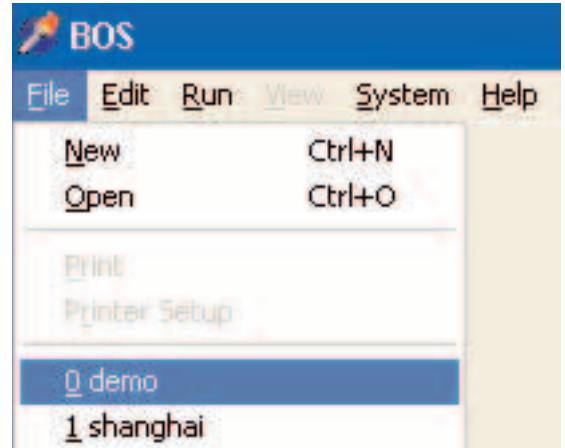 BOS
File Edit Run View System Help
New Ctrl+N
Open Ctrl+O
Print
Printer Setup
0 demo
1 shanghai